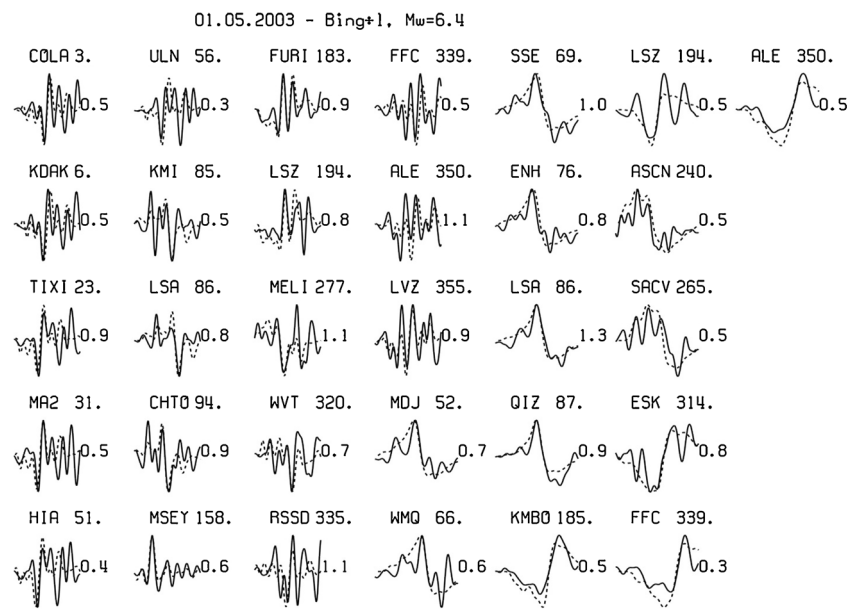 01.05.2003 - Bing+1, Mw=6.4
COLA 3. ULN 56. FURI 183. FFC 339. SSE 69. LSZ 194. ALE 350.
0.5 0.3 0.9 0.5 1.0 0.5 0.5
KDAK 6. KMI 85. LSZ 194. ALE 350. ENH 76. ASCN 240.
0.5 0.5 0.8 1.1 0.8 0.5
TIXI 23. LSA 86. MELI 277. LVZ 355. LSA 86. SACV 265.
0.9 0.8 1.1 0.9 1.3 0.5
MA2 31. CHTO 94. WVT 320. MDJ 52. QIZ 87. ESK 314.
0.5 0.9 0.7 0.7 0.9 0.8
HIA 51. MSEY 158. RSSD 335. WMQ 66. KMBO 185. FFC 339.
0.4 0.6 1.1 0.6 0.5 0.3